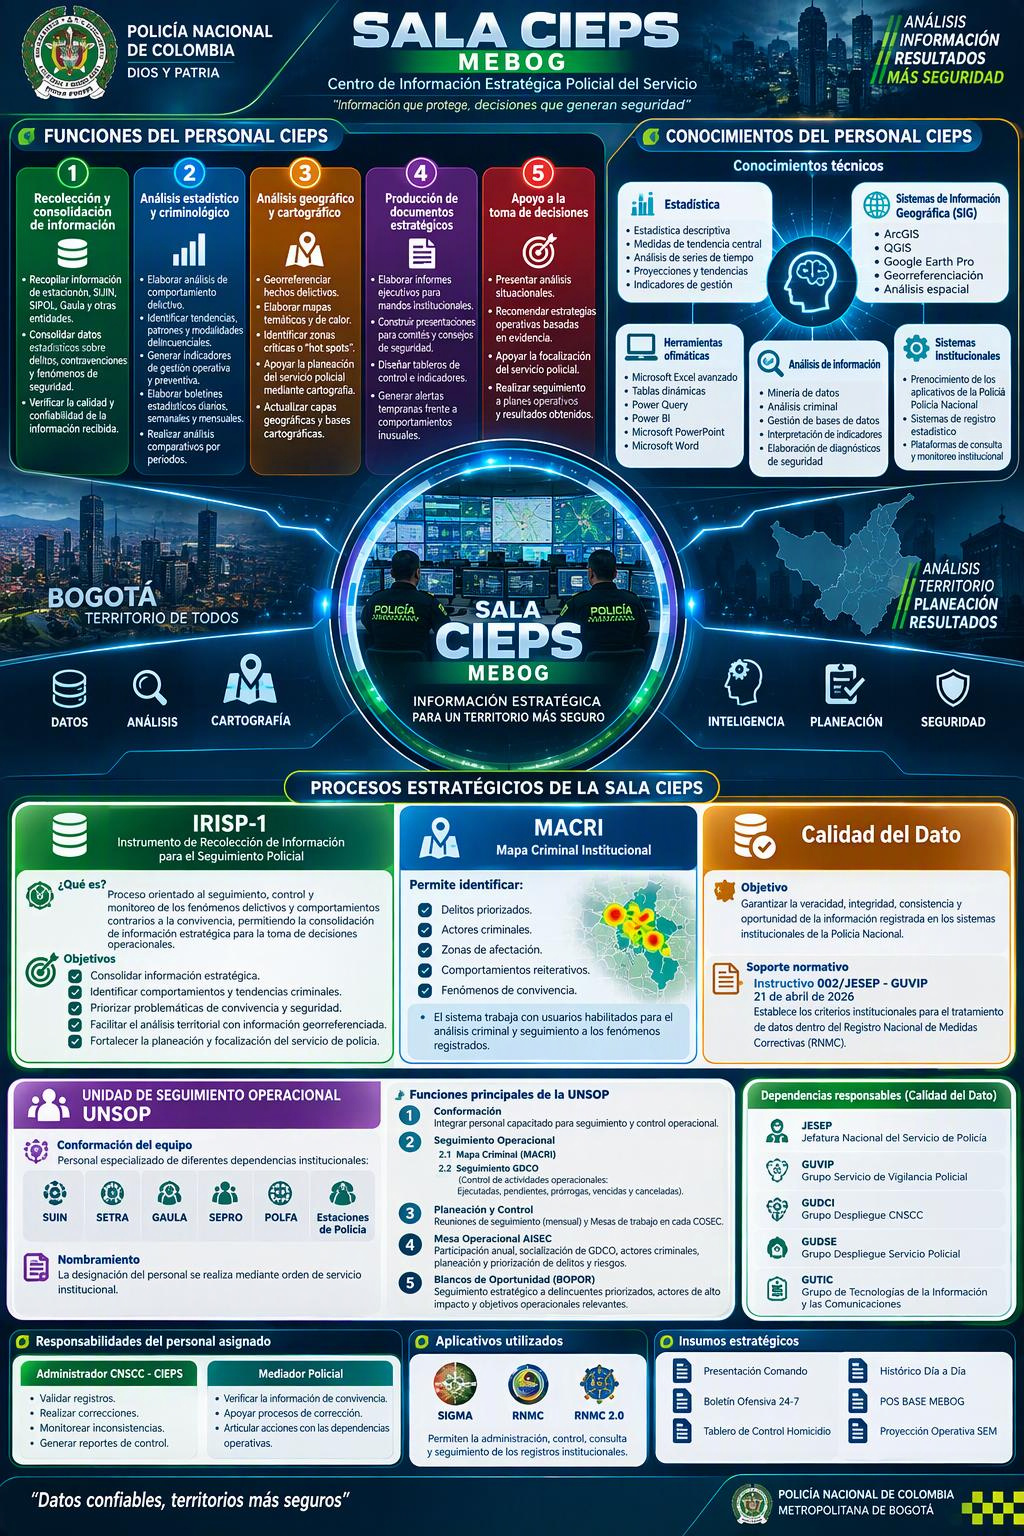 POLICÍA NACIONAL
DE COLOMBIA
DIOS Y PATRIA
SALA CIEPS
MEBOG
Centro de Información Estratégica Policial del Servicio
"Información que protege, decisiones que generan seguridad"
ANÁLISIS
INFORMACIÓN
RESULTADOS
MÁS SEGURIDAD
FUNCIONES DEL PERSONAL CIEPS
1
Recolección y
consolidación
de información
• Recopilar información
de estacionón, SIJIN,
SIPOL, Gaula y otras
entidades.
• Consolidar datos
estadísticos sobre
delitos, contravenciones
y fenómenos de
seguridad.
• Verificar la calidad y
confiabilidad de la
información recibida.
2
Análisis estadístico
y criminológico
• Elaborar análisis de
comportamiento
delictivo.
• Identificar tendencias,
patrones y modalidades
delincuenciales.
• Generar indicadores
de gestión operativa
y preventiva.
• Elaborar boletines
estadísticos diarios,
semanales y mensuales.
• Realizar análisis
comparativos por
períodos.
3
Análisis geográfico
y cartográfico
• Georreferenciar
hechos delictivos.
• Elaborar mapas
temáticos y de calor.
• Identificar zonas
críticas o "hot spots".
• Apoyar la planeación
del servicio policial
mediante cartografía.
• Actualizar capas
geográficas y bases
cartográficas.
4
Producción de
documentos
estratégicos
• Elaborar informes
ejecutivos para
mandos institucionales.
• Construir presentaciones
para comités y consejos
de seguridad.
• Diseñar tableros de
control e indicadores.
• Generar alertas
tempranas frente a
comportamientos
inusuales.
5
Apoyo a la
toma de decisiones
• Presentar análisis
situacionales.
• Recomendar estrategias
operativas basadas
en evidencia.
• Apoyar la focalización
del servicio policial.
• Realizar seguimiento
a planes operativos
y resultados obtenidos.
CONOCIMIENTOS DEL PERSONAL CIEPS
Conocimientos técnicos
Estadística
• Estadística descriptiva
• Medidas de tendencia central
• Análisis de series de tiempo
• Proyecciones y tendencias
• Indicadores de gestión
Sistemas de Información
Geográfica (SIG)
• ArcGIS
• QGIS
• Google Earth Pro
• Georreferenciación
• Análisis espacial
Herramientas
ofimáticas
• Microsoft Excel avanzado
• Tablas dinámicas
• Power Query
• Power BI
• Microsoft PowerPoint
• Microsoft Word
Análisis de información
• Minería de datos
• Análisis criminal
• Gestión de bases de datos
• Interpretación de indicadores
• Elaboración de diagnósticos
de seguridad
Sistemas
institucionales
• Prenocimiento de los
aplicativos de la Policía
Policía Nacional
• Sistemas de registro
estadístico
• Plataformas de consulta
y monitoreo institucional
BOGOTÁ
TERRITORIO DE TODOS
DATOS
ANÁLISIS
CARTOGRAFÍA
POLICÍA
POLICÍA
SALA
CIEPS
MEBOG
INFORMACIÓN ESTRATÉGICA
PARA UN TERRITORIO MÁS SEGURO
ANÁLISIS
TERRITORIO
PLANEACIÓN
RESULTADOS
INTELIGENCIA
PLANEACIÓN
SEGURIDAD
PROCESOS ESTRATÉGICTOS DE LA SALA CIEPS
IRISP-1
Instrumento de Recolección de Información
para el Seguimiento Policial
¿Qué es?
Proceso orientado al seguimiento, control y
monitoreo de los fenómenos delictivos y comportamientos
contrarios a la convivencia, permitiendo la consolidación
de información estratégica para la toma de decisiones
operacionales.
Objetivos
Consolidar información estratégica.
Identificar comportamientos y tendencias criminales.
Priorizar problemáticas de convivencia y seguridad.
Facilitar el análisis territorial con información georreferenciada.
Fortalecer la planeación y focalización del servicio de policia.
MACRI
Mapa Criminal Institucional
Permite identificar:
Delitos priorizados.
Actores criminales.
Zonas de afectación.
Comportamientos reiterativos.
Fenómenos de convivencia.
• El sistema trabaja con usuarios habilitados para el
análisis criminal y seguimiento a los fenómenos
registrados.
Calidad del Dato
Objetivo
Garantizar la veracidad, integridad, consistencia y
oportunidad de la información registrada en los sistemas
institucionales de la Policia Nacional.
Soporte normativo
Instructivo 002/JESEP - GUVIP
21 de abril de 2026
Establece los criterios institucionales para el tratamiento
de datos dentro del Registro Nacional de Medidas
Correctivas (RNMC).
UNIDAD DE SEGUIMIENTO OPERACIONAL
UNSOP
Conformación del equipo
Personal especializado de diferentes dependencias institucionales:
SUIN
SETRA
GAULA
SEPRO
POLFA
Estaciones
de Policia
Nombramiento
La designación del personal se realiza mediante orden de servicio
institucional.
Funciones principales de la UNSOP
1 Conformación
Integrar personal capacitado para seguimiento y control operacional.
2 Seguimiento Operacional
2.1 Mapa Criminal (MACRI)
2.2 Seguimiento GDCO
(Control de actividades operacionales:
Ejecutadas, pendientes, prórrogas, vencidas y canceladas).
3 Planeación y Control
Reuniones de seguimiento (mensual) y Mesas de trabajo en cada COSEC.
4 Mesa Operacional AISEC
Participación anual, socialización de GDCO, actores criminales,
planeación y priorización de delitos y riesgos.
5 Blancos de Oportunidad (BOPOR)
Seguimiento estratégico a delincuentes priorizados, actores de alto
impacto y objetivos operacionales relevantes.
Dependencias responsables (Calidad del Dato)
JESEP
Jefatura Nacional del Servicio de Policía
GUVIP
Grupo Servicio de Vigilancia Policial
GUDCI
Grupo Despliegue CNSCC
GUDSE
Grupo Despliegue Servicio Policial
GUTIC
Grupo de Tecnologías de la Información
y las Comunicaciones
Responsabilidades del personal asignado
Administrador CNSCC - CIEPS
• Validar registros.
• Realizar correcciones.
• Monitorear inconsistencias.
• Generar reportes de control.
Mediador Policial
• Verificar la información de convivencia.
• Apoyar procesos de corrección.
• Articular acciones con las dependencias
operativas.
Aplicativos utilizados
SIGMA
RNMC
RNMC 2.0
Permiten la administración, control, consulta
y seguimiento de los registros institucionales.
Insumos estratégicos
Presentación Comando
Boletín Ofensiva 24-7
Tablero de Control Homicidio
Histórico Día a Día
POS BASE MEBOG
Proyección Operativa SEM
"Datos confiables, territorios más seguros"
POLICÍA NACIONAL DE COLOMBIA
METROPOLITANA DE BOGOTÁ